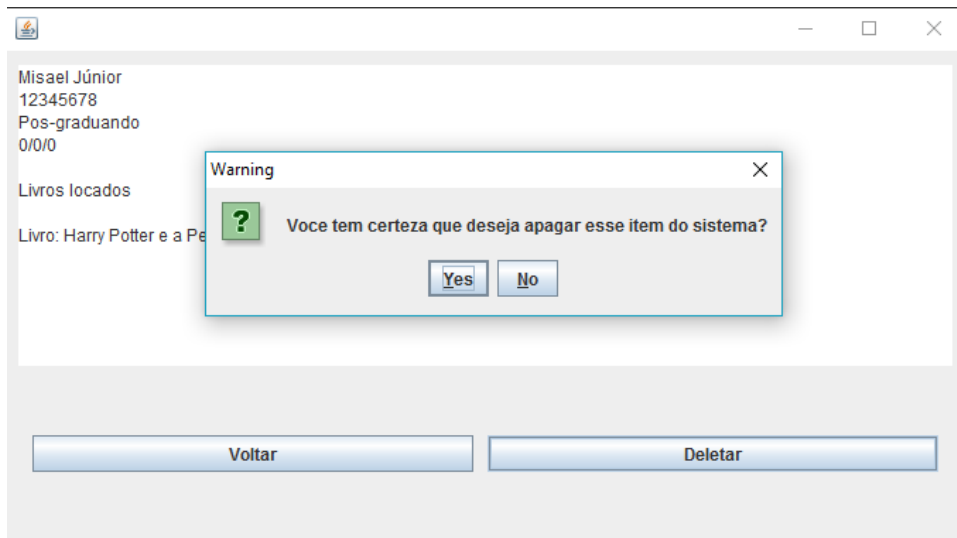 Misael Júnior
12345678
Pos-graduando
0/0/0
Livros locados
Livro: Harry Potter e a Pe
Warning
Voce tem certeza que deseja apagar esse item do sistema?
Yes
No
Voltar
Deletar